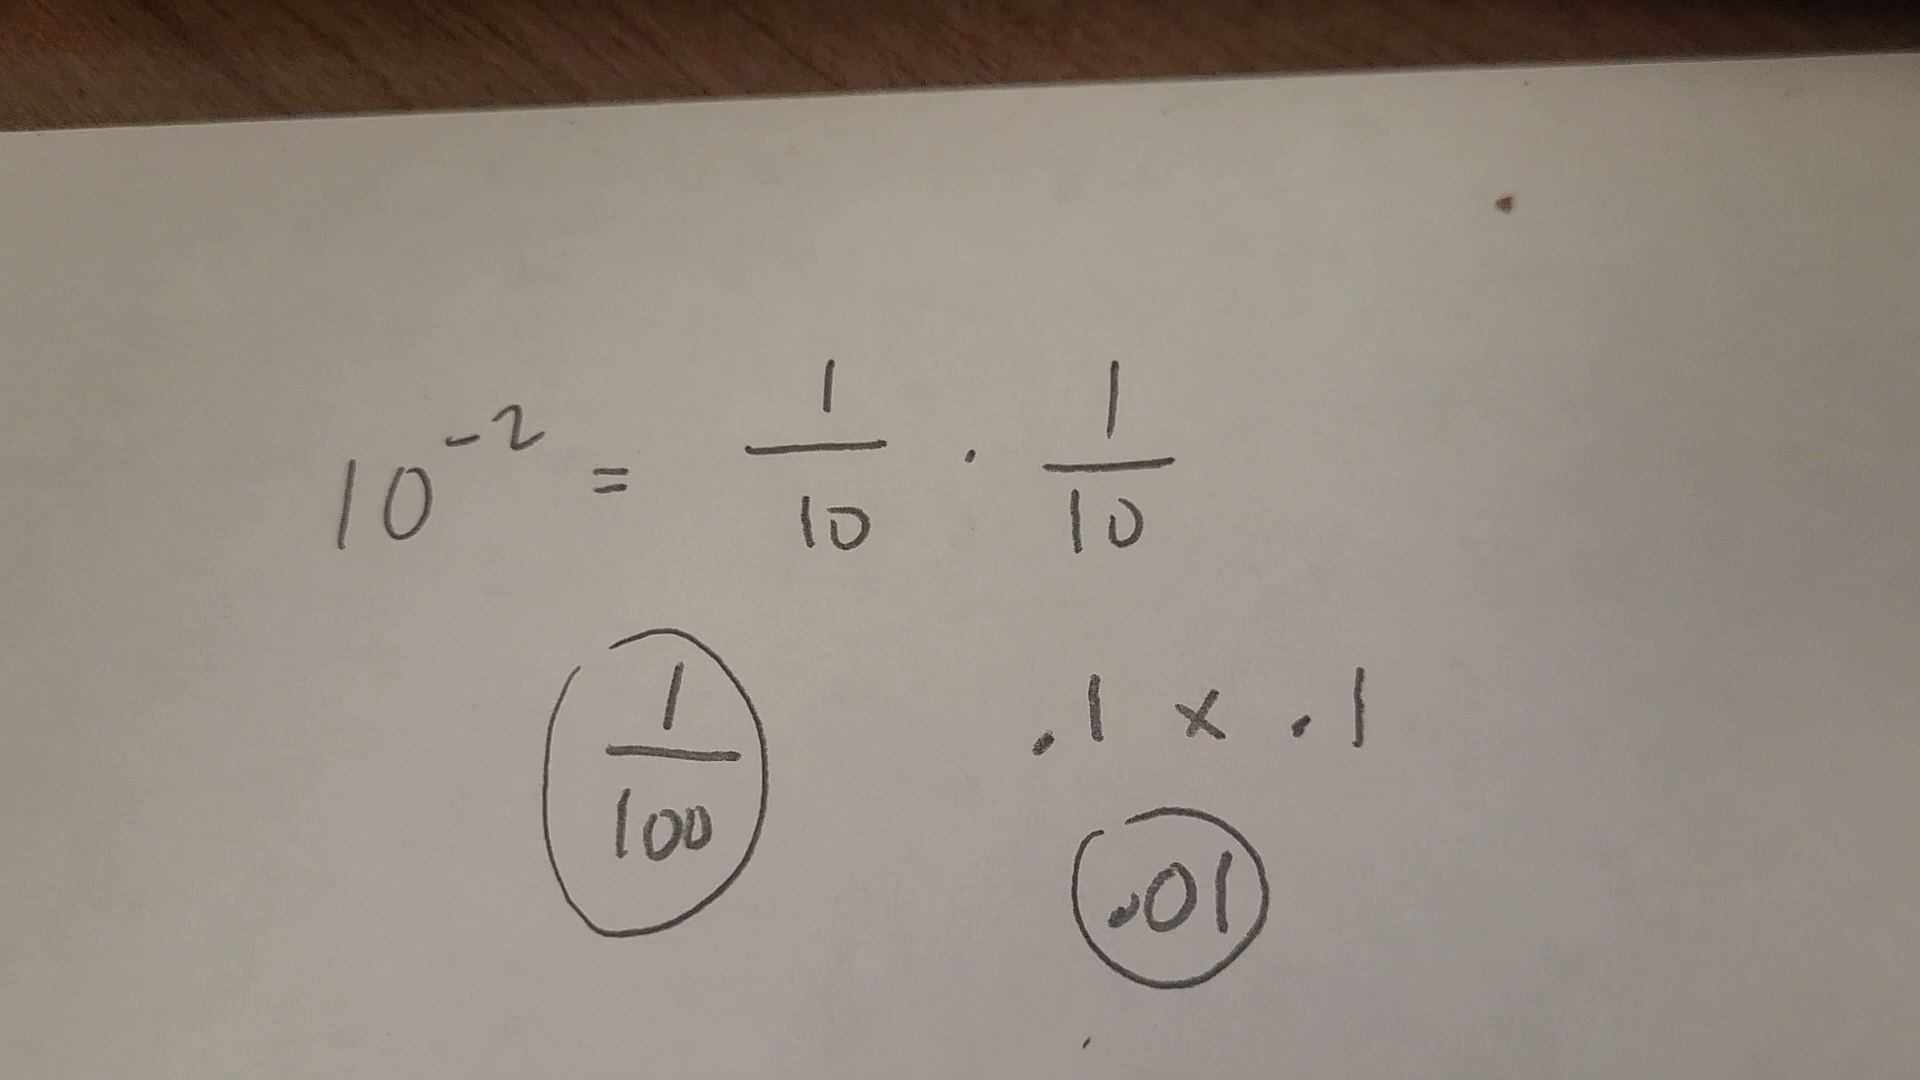 10⁻² = 1/10 · 1/10
1/100
.1 x .1
.01